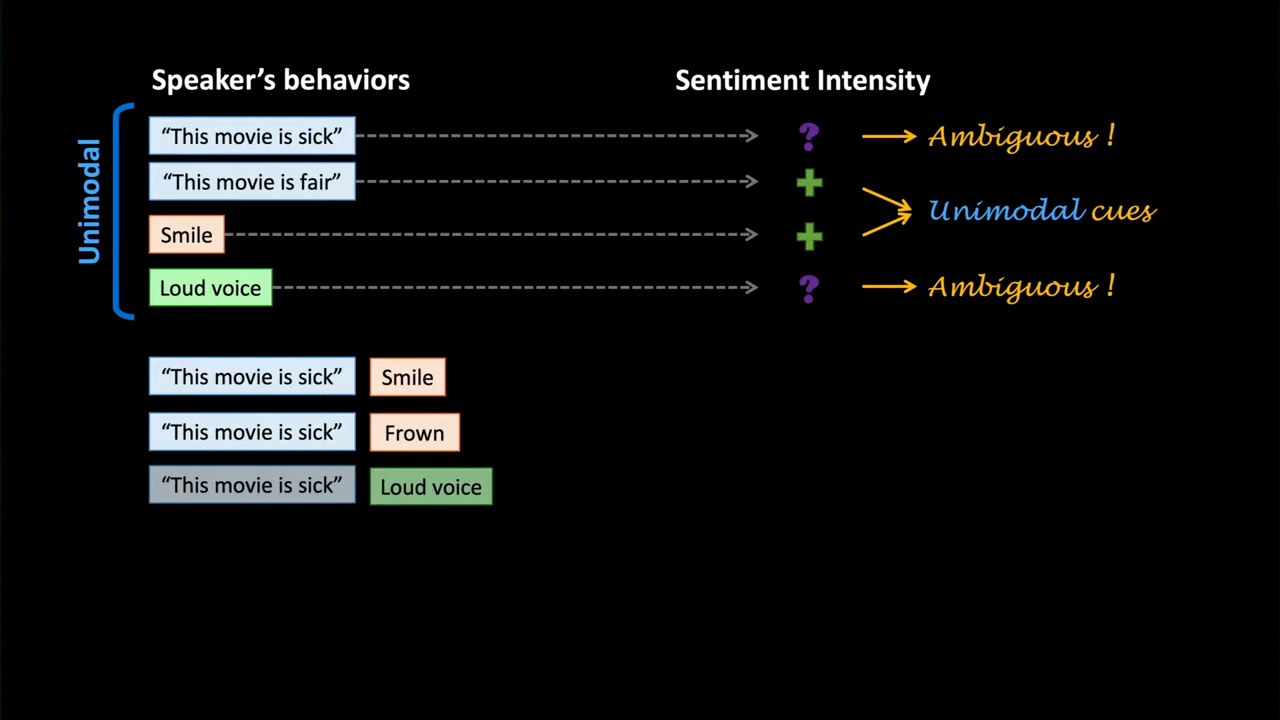 Speaker’s behaviors
Sentiment Intensity
Unimodal
“This movie is sick”
?
Ambiguous !
“This movie is fair”
Unimodal cues
Smile
Loud voice
?
Ambiguous !
“This movie is sick”
Smile
“This movie is sick”
Frown
“This movie is sick”
Loud voice